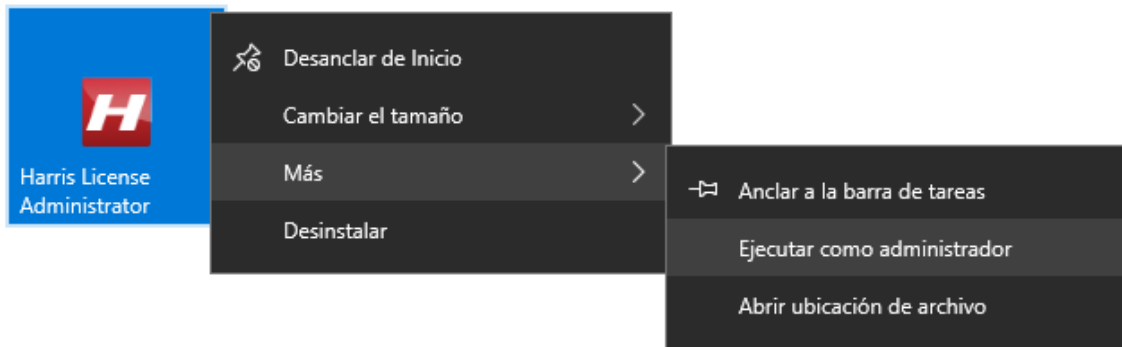 H
Harris License
Administrator
Desanclar de Inicio
Cambiar el tamaño
Más
Desinstalar
Anclar a la barra de tareas
Ejecutar como administrador
Abrir ubicación de archivo